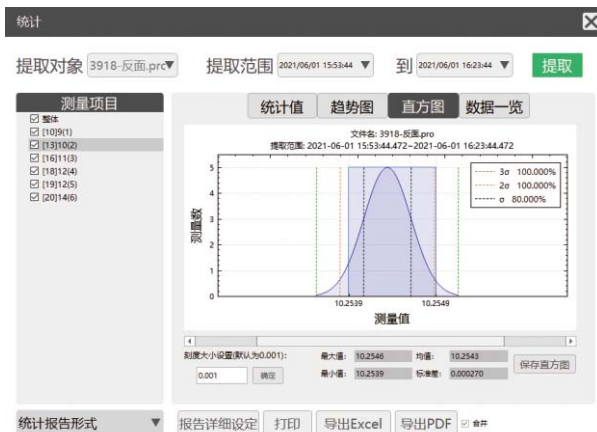 统计
提取对象 3918-反面.prc 提取范围 2021/06/01 15:53:44 到 2021/06/01 16:23:44 提取
测量项目
整体
[10]9(1)
[13]10(2)
[16]11(3)
[18]12(4)
[19]12(5)
[20]14(6)
统计值 趋势图 直方图 数据一览
文件名: 3918-反面.pro
提取范围: 2021-06-01 15:53:44.472~2021-06-01 16:23:44.472
3σ 100.000%
2σ 100.000%
σ 80.000%
测量数
5
4
3
2
1
0
10.2539 10.2549
测量值
刻度大小设置(默认为0.001):
0.001 确定
最大值: 10.2546 均值: 10.2543
最小值: 10.2539 标准差: 0.000270
保存直方图
统计报告形式 报告详细设定 打印 导出Excel 导出PDF 合并